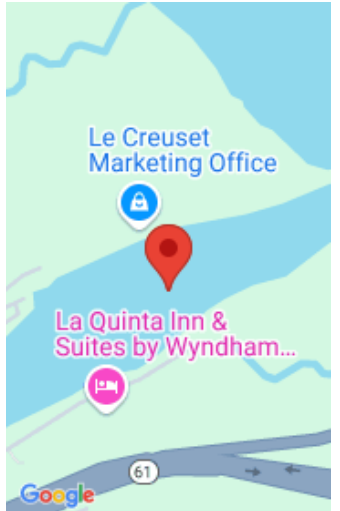 Le Creuset
Marketing Office
La Quinta Inn &
Suites by Wyndham...
61
Google